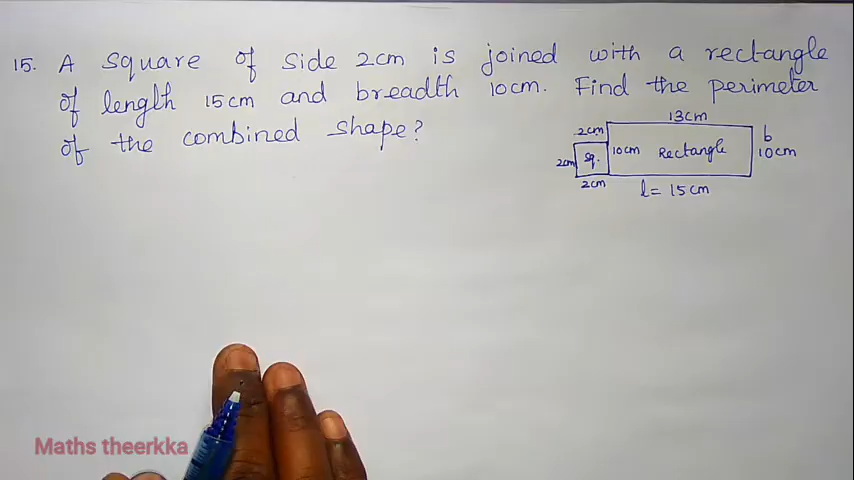 15. A square of side 2cm is joined with a rectangle
of length 15cm and breadth 10cm. Find the perimeter
of the combined shape?
13cm
2cm
b
2cm
sq.
10cm
Rectangle
10cm
2cm
l = 15cm
Maths theerkka